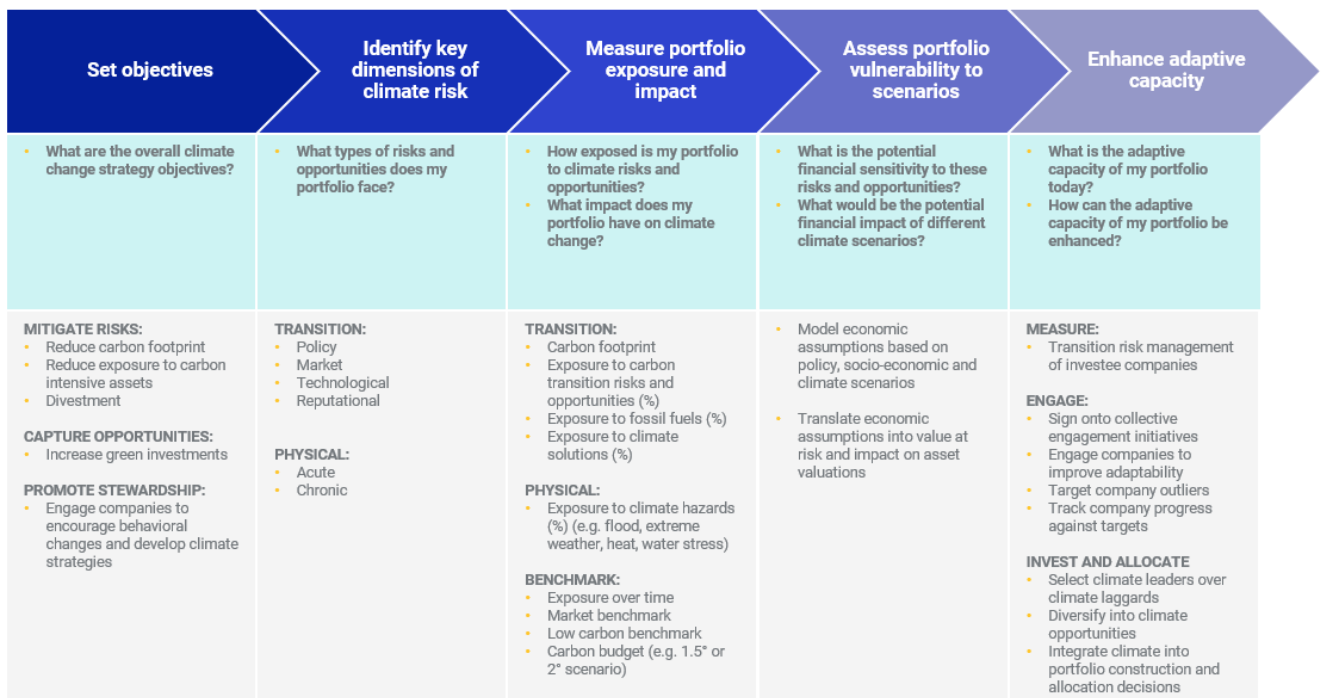 Set objectives
Identify key
dimensions of
climate risk
Measure portfolio
exposure and
impact
Assess portfolio
vulnerability to
scenarios
Enhance adaptive
capacity
• What are the overall climate
change strategy objectives?
• What types of risks and
opportunities does my
portfolio face?
• How exposed is my portfolio
to climate risks and
opportunities?
• What impact does my
portfolio have on climate
change?
• What is the potential
financial sensitivity to these
risks and opportunities?
• What would be the potential
financial impact of different
climate scenarios?
• What is the adaptive
capacity of my portfolio
today?
• How can the adaptive
capacity of my portfolio be
enhanced?
MITIGATE RISKS:
• Reduce carbon footprint
• Reduce exposure to carbon
intensive assets
• Divestment
CAPTURE OPPORTUNITIES:
• Increase green investments
PROMOTE STEWARDSHIP:
• Engage companies to
encourage behavioral
changes and develop climate
strategies
TRANSITION:
• Policy
• Market
• Technological
• Reputational
PHYSICAL:
• Acute
• Chronic
TRANSITION:
• Carbon footprint
• Exposure to carbon
transition risks and
opportunities (%)
• Exposure to fossil fuels (%)
• Exposure to climate
solutions (%)
PHYSICAL:
• Exposure to climate hazards
(%) (e.g. flood, extreme
weather, heat, water stress)
BENCHMARK:
• Exposure over time
• Market benchmark
• Low carbon benchmark
• Carbon budget (e.g. 1.5° or
2° scenario)
• Model economic
assumptions based on
policy, socio-economic and
climate scenarios
• Translate economic
assumptions into value at
risk and impact on asset
valuations
MEASURE:
• Transition risk management
of investee companies
ENGAGE:
• Sign onto collective
engagement initiatives
• Engage companies to
improve adaptability
• Target company outliers
• Track company progress
against targets
INVEST AND ALLOCATE
• Select climate leaders over
climate laggards
• Diversify into climate
opportunities
• Integrate climate into
portfolio construction and
allocation decisions